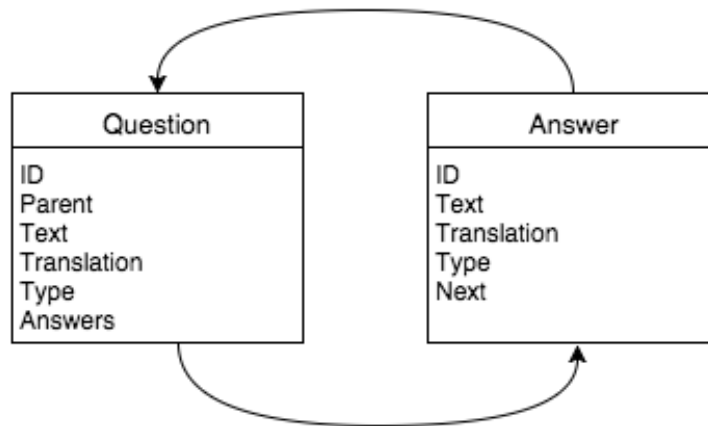 Question
ID
Parent
Text
Translation
Type
Answers
Answer
ID
Text
Translation
Type
Next